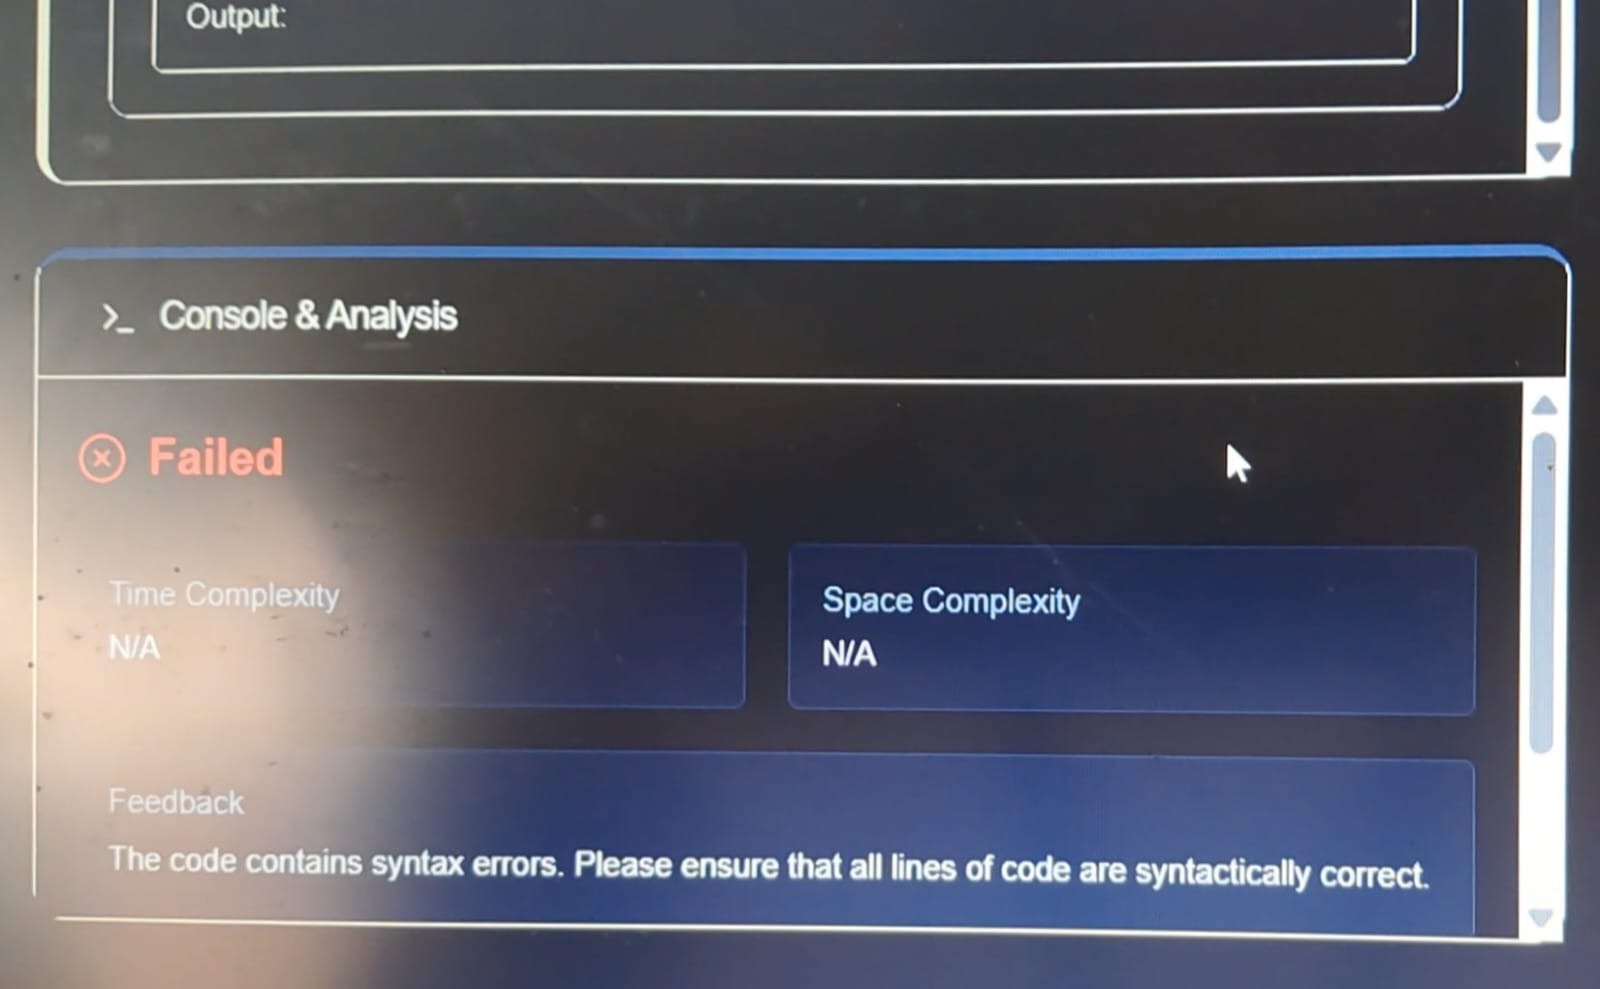 Output:
>_ Console & Analysis
Failed
Time Complexity
N/A
Space Complexity
N/A
Feedback
The code contains syntax errors. Please ensure that all lines of code are syntactically correct.